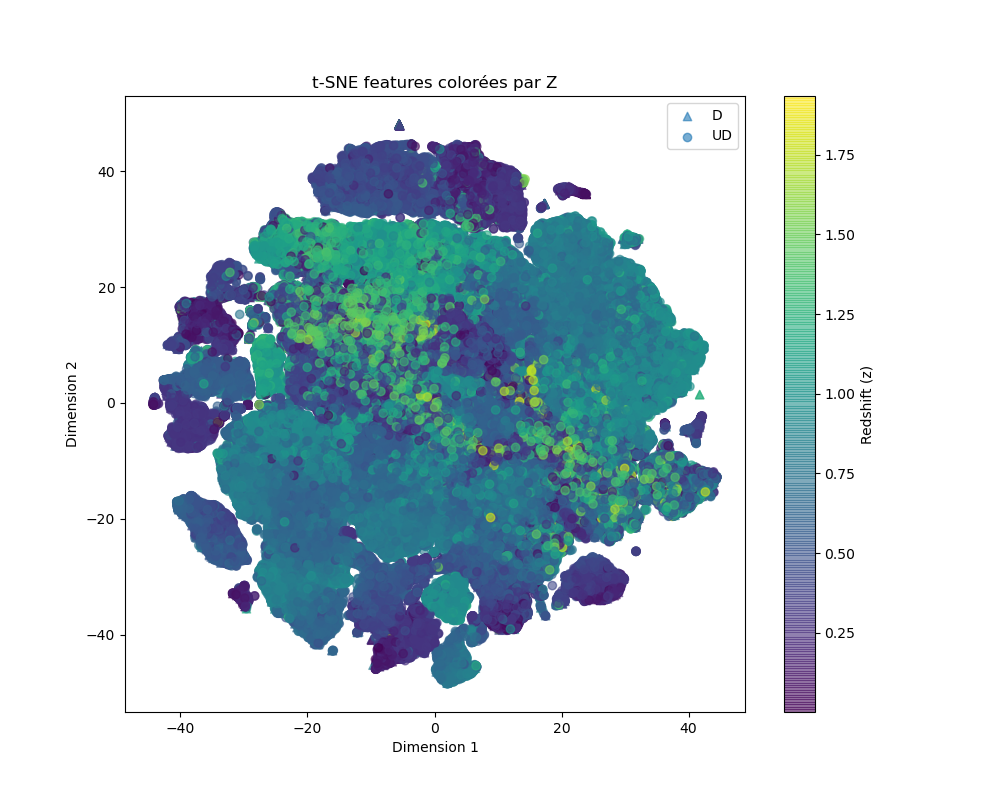 t-SNE features colorées par Z
D
UD
40
20
0
−20
−40
Dimension 2
−40
−20
0
20
40
Dimension 1
1.75
1.50
1.25
1.00
0.75
0.50
0.25
Redshift (z)